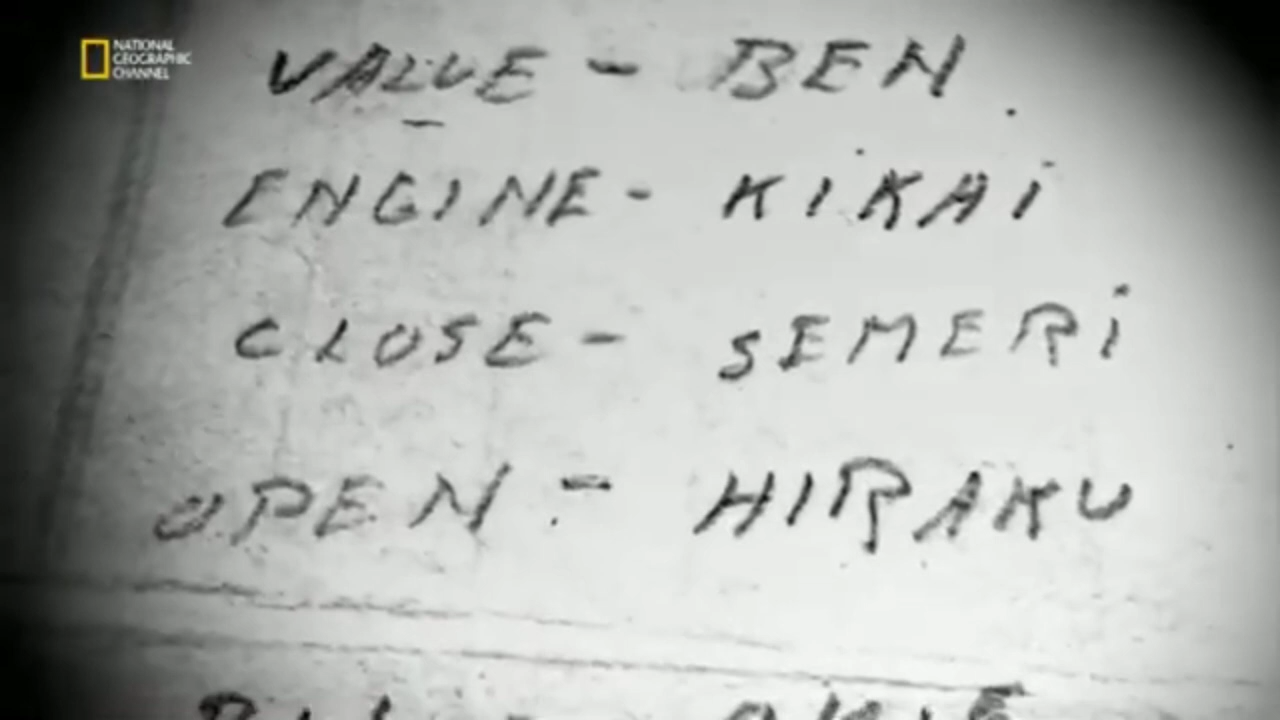 NATIONAL
GEOGRAPHIC
CHANNEL
VALVE - BEN.
ENGINE - KiKAi
CLOSE - SEMERi
OPEN - HIRAKU